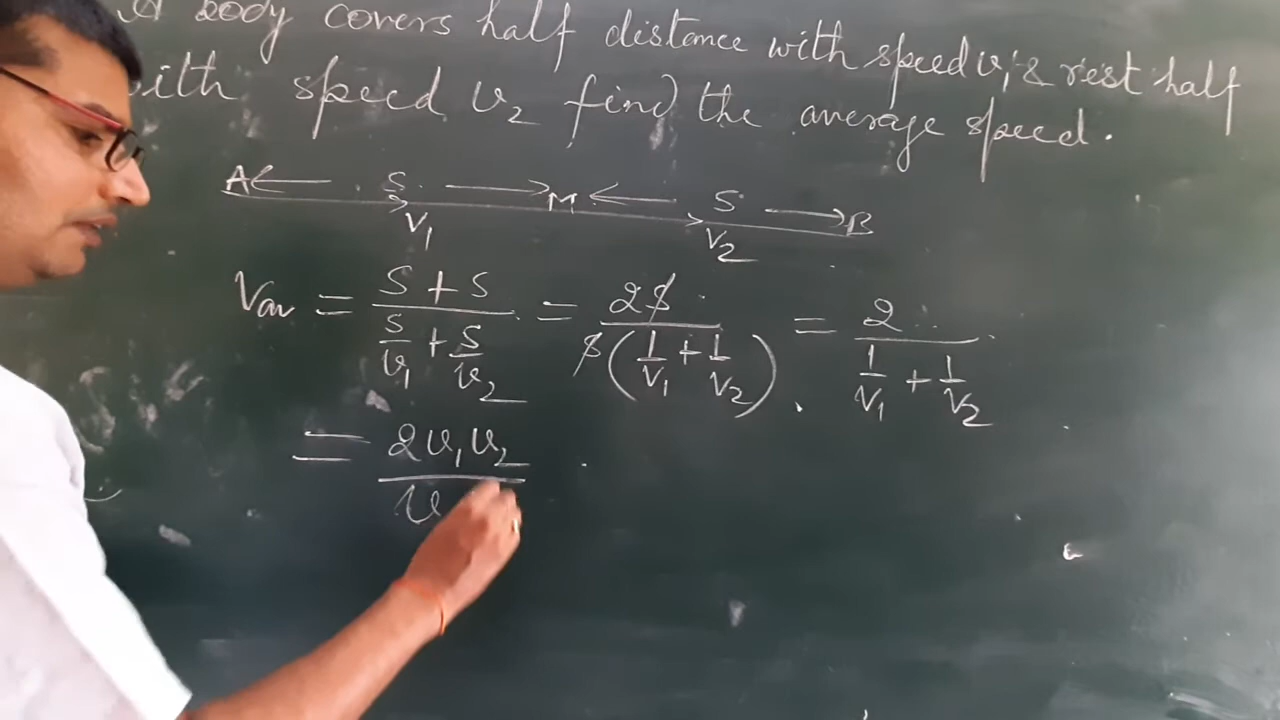 A body covers half distance with speed v₁ & rest half
ith speed v₂ find the average speed.
A S M S B
V₁ V₂
Vav = (S + S)/(S/v₁ + S/v₂) = 2S/(S(1/V₁ + 1/V₂)) = 2/(1/V₁ + 1/V₂)
= 2v₁v₂/v